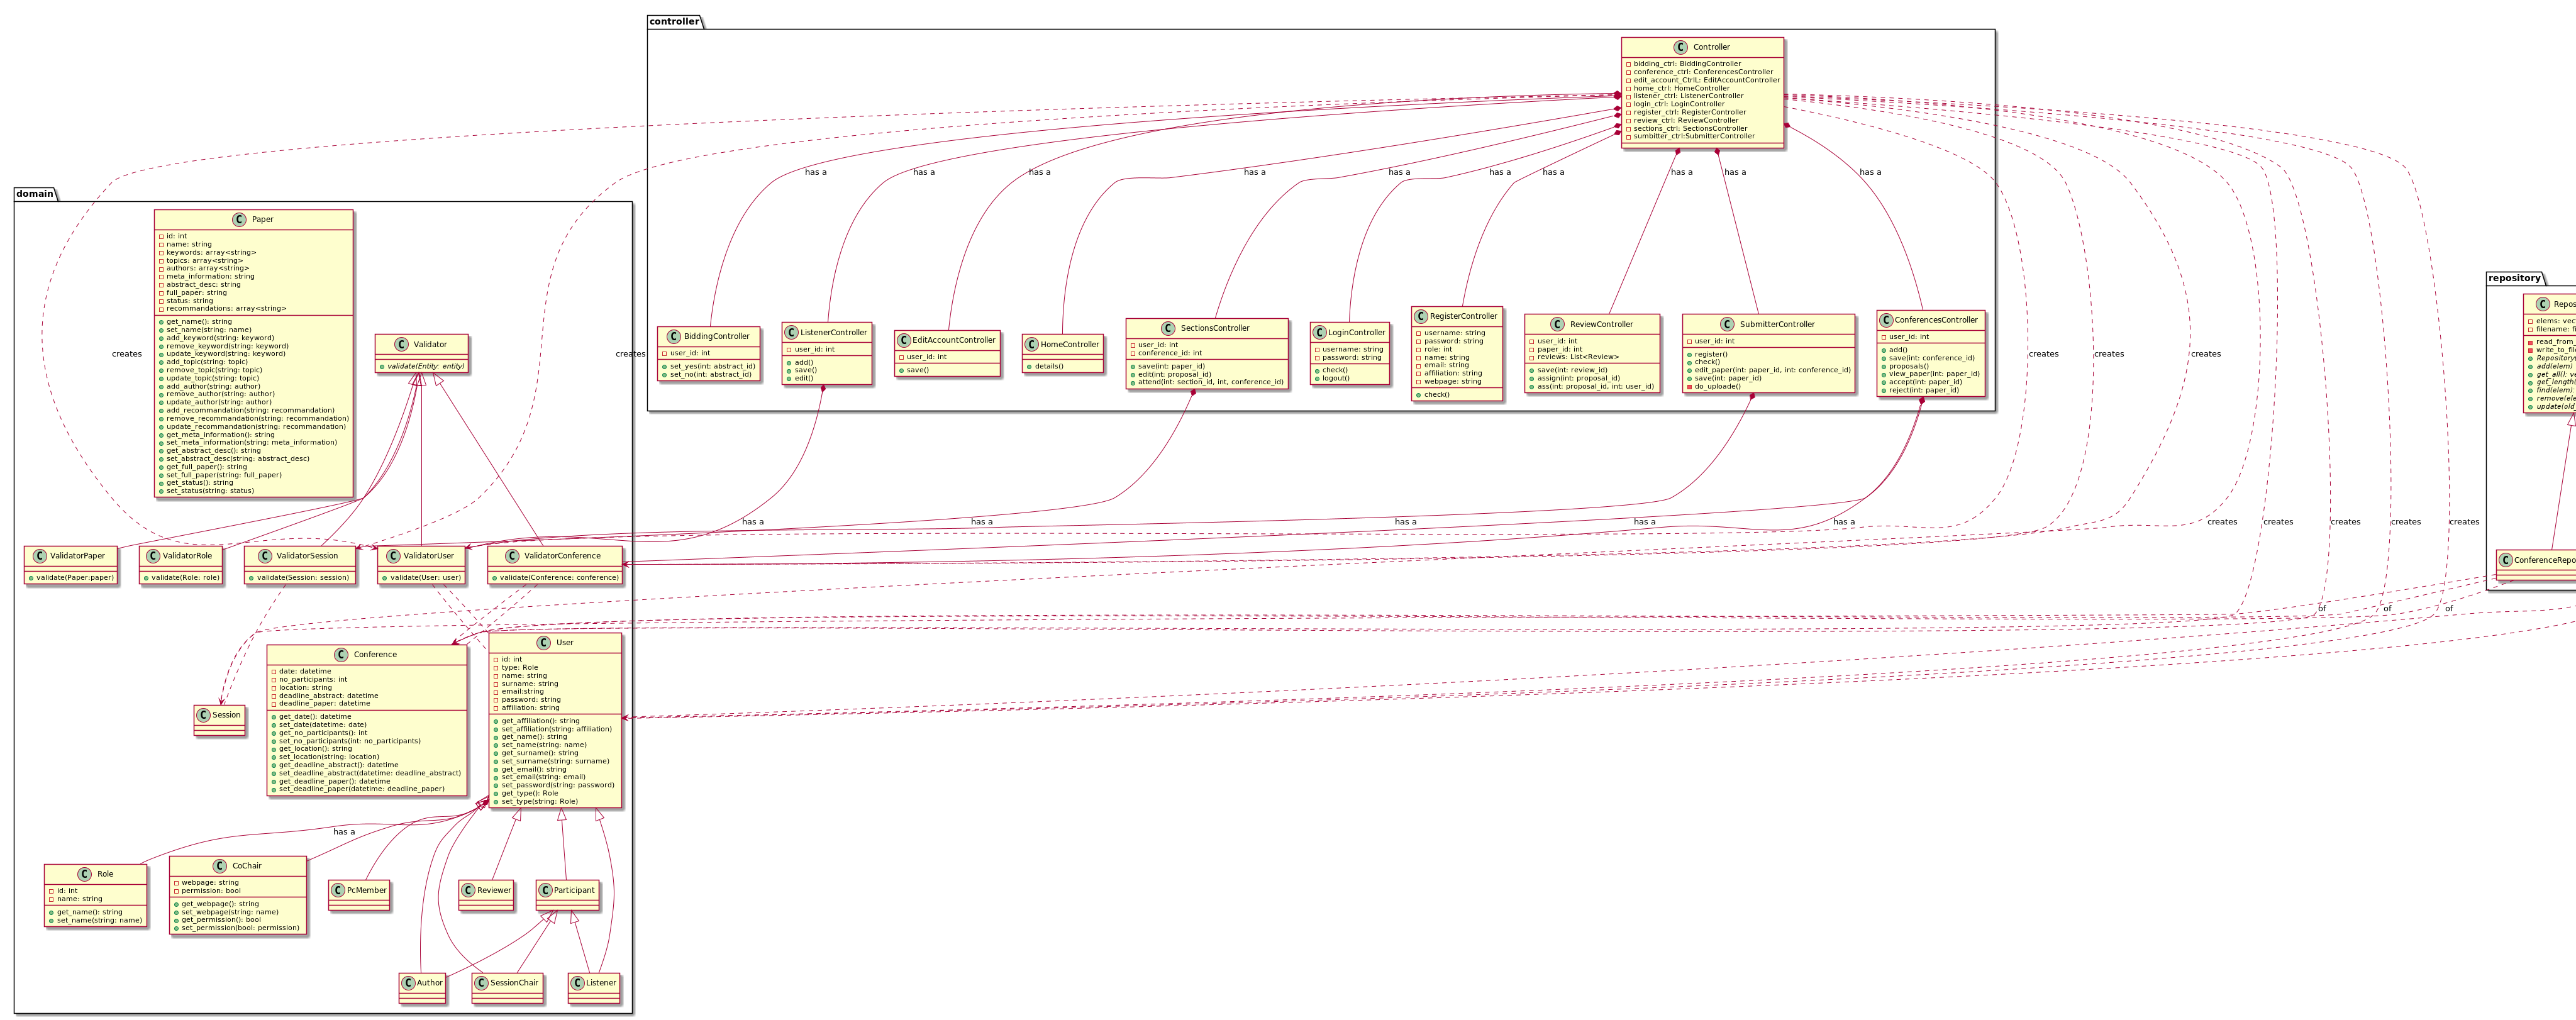 controller
C Controller
bidding_ctrl: BiddingController
conference_ctrl: ConferencesController
edit_account_CtrlL: EditAccountController
home_ctrl: HomeController
listener_ctrl: ListenerController
login_ctrl: LoginController
register_ctrl: RegisterController
review_ctrl: ReviewController
sections_ctrl: SectionsController
sumbitter_ctrl:SubmitterController
has a
has a
has a
has a
has a
has a
has a
has a
has a
has a
C BiddingController
user_id: int
set_yes(int: abstract_id)
set_no(int: abstract_id)
C ListenerController
user_id: int
add()
save()
edit()
C EditAccountController
user_id: int
save()
C HomeController
details()
C SectionsController
user_id: int
conference_id: int
save(int: paper_id)
edit(int: proposal_id)
attend(int: section_id, int, conference_id)
C LoginController
username: string
password: string
check()
logout()
C RegisterController
username: string
password: string
role: int
name: string
email: string
affiliation: string
webpage: string
check()
C ReviewController
user_id: int
paper_id: int
reviews: List<Review>
save(int: review_id)
assign(int: proposal_id)
ass(int: proposal_id, int: user_id)
C SubmitterController
user_id: int
register()
check()
edit_paper(int: paper_id, int: conference_id)
save(int: paper_id)
do_uploade()
C ConferencesController
user_id: int
add()
save(int: conference_id)
proposals()
view_paper(int: paper_id)
accept(int: paper_id)
reject(int: paper_id)
domain
C Paper
id: int
name: string
keywords: array<string>
topics: array<string>
authors: array<string>
meta_information: string
abstract_desc: string
full_paper: string
status: string
recommandations: array<string>
get_name(): string
set_name(string: name)
add_keyword(string: keyword)
remove_keyword(string: keyword)
update_keyword(string: keyword)
add_topic(string: topic)
remove_topic(string: topic)
update_topic(string: topic)
add_author(string: author)
remove_author(string: author)
update_author(string: author)
add_recommandation(string: recommandation)
remove_recommandation(string: recommandation)
update_recommandation(string: recommandation)
get_meta_information(): string
set_meta_information(string: meta_information)
get_abstract_desc(): string
set_abstract_desc(string: abstract_desc)
get_full_paper(): string
set_full_paper(string: full_paper)
get_status(): string
set_status(string: status)
C Validator
validate(Entity: entity)
creates
creates
creates
creates
creates
has a
has a
has a
has a
has a
creates
creates
creates
creates
creates
C ValidatorPaper
validate(Paper:paper)
C ValidatorRole
validate(Role: role)
C ValidatorSession
validate(Session: session)
C ValidatorUser
validate(User: user)
C ValidatorConference
validate(Conference: conference)
of
of
of
C Session
C Conference
date: datetime
no_participants: int
location: string
deadline_abstract: datetime
deadline_paper: datetime
get_date(): datetime
set_date(datetime: date)
get_no_participants(): int
set_no_participants(int: no_participants)
get_location(): string
set_location(string: location)
get_deadline_abstract(): datetime
set_deadline_abstract(datetime: deadline_abstract)
get_deadline_paper(): datetime
set_deadline_paper(datetime: deadline_paper)
C User
id: int
type: Role
name: string
surname: string
email:string
password: string
affiliation: string
get_affiliation(): string
set_affiliation(string: affiliation)
get_name(): string
set_name(string: name)
get_surname(): string
set_surname(string: surname)
get_email(): string
set_email(string: email)
set_password(string: password)
get_type(): Role
set_type(string: Role)
has a
C Role
id: int
name: string
get_name(): string
set_name(string: name)
C CoChair
webpage: string
permission: bool
get_webpage(): string
set_webpage(string: name)
get_permission(): bool
set_permission(bool: permission)
C PcMember
C Reviewer
C Participant
C Author
C SessionChair
C Listener
repository
C Repos
elems: vec
filename: fi
read_from_
write_to_file
Repository(
add(elem)
get_all(): ve
get_length(
find(elem)
remove(ele
update(old_
C ConferenceRepo